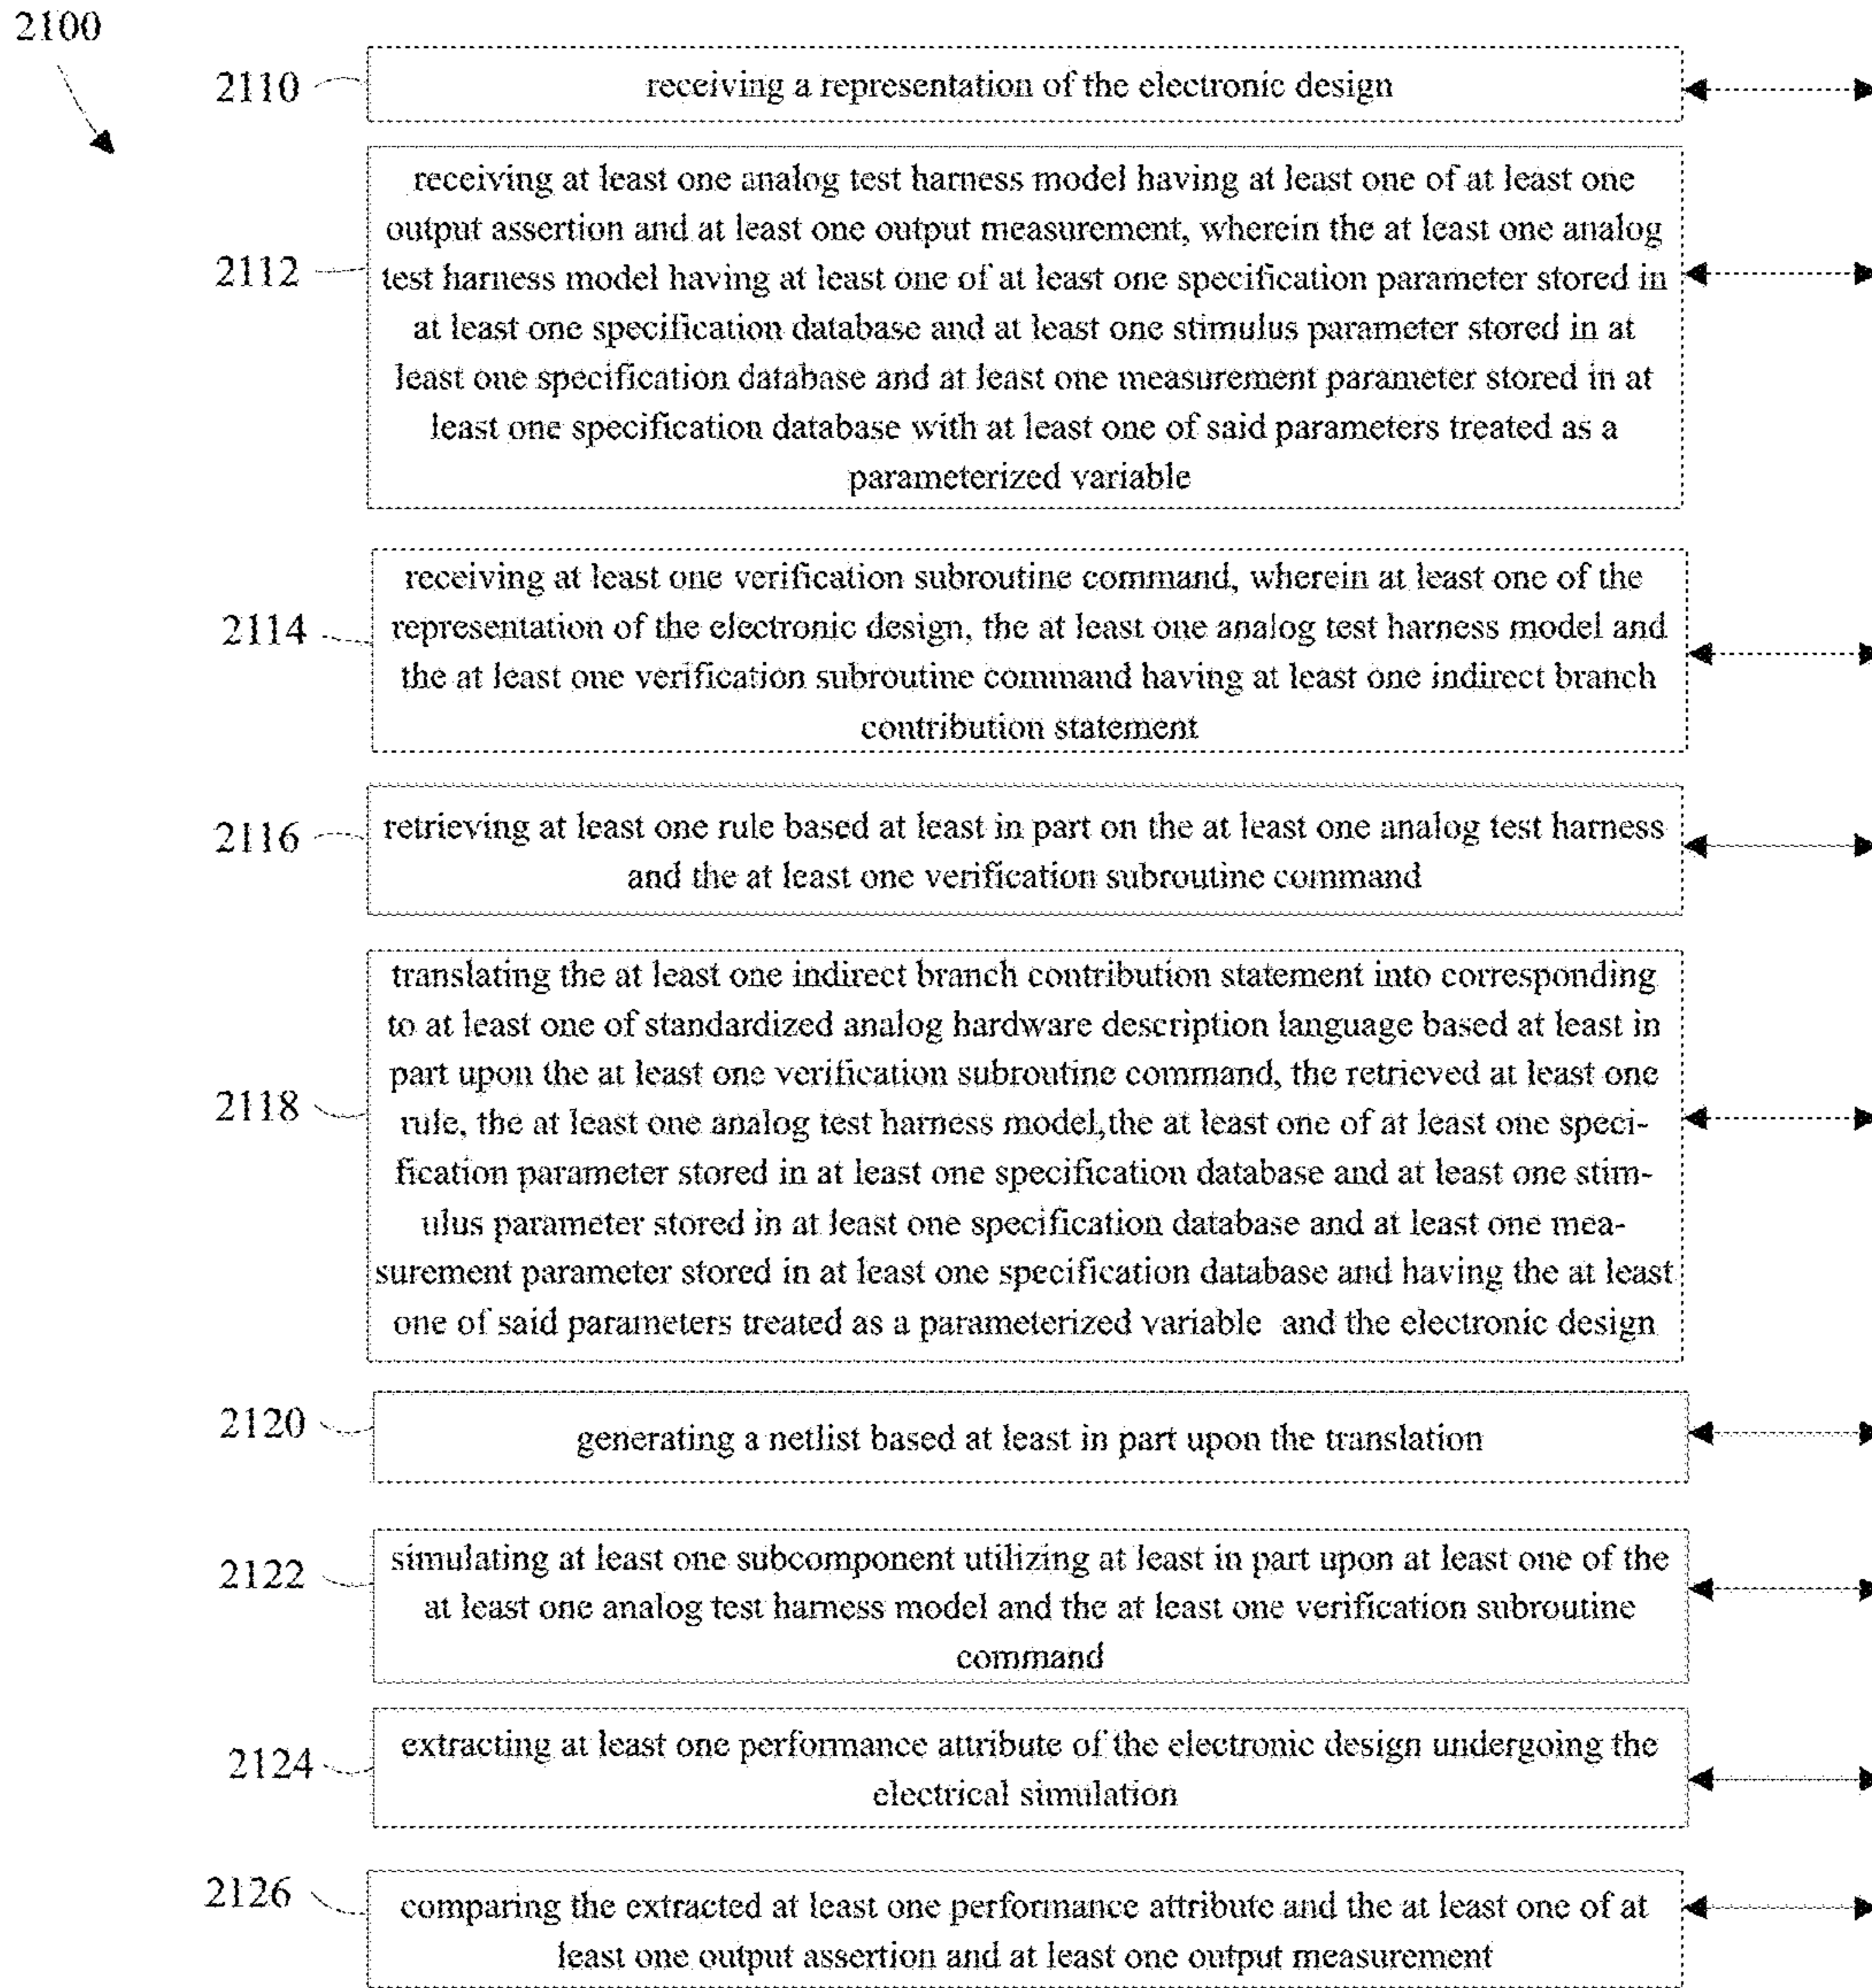 2100
2110
receiving a representation of the electronic design
2112
receiving at least one analog test harness model having at least one of at least one
output assertion and at least one output measurement, wherein the at least one analog
test harness model having at least one of at least one specification parameter stored in
at least one specification database and at least one stimulus parameter stored in at
least one specification database and at least one measurement parameter stored in at
least one specification database with at least one of said parameters treated as a
parameterized variable
2114
receiving at least one verification subroutine command, wherein at least one of the
representation of the electronic design, the at least one analog test harness model and
the at least one verification subroutine command having at least one indirect branch
contribution statement
2116
retrieving at least one rule based at least in part on the at least one analog test harness
and the at least one verification subroutine command
2118
translating the at least one indirect branch contribution statement into corresponding
to at least one of standardized analog hardware description language based at least in
part upon the at least one verification subroutine command, the retrieved at least one
rule, the at least one analog test harness model,the at least one of at least one speci-
fication parameter stored in at least one specification database and at least one stim-
ulus parameter stored in at least one specification database and at least one mea-
surement parameter stored in at least one specification database and having the at least
one of said parameters treated as a parameterized variable and the electronic design
2120
generating a netlist based at least in part upon the translation
2122
simulating at least one subcomponent utilizing at least in part upon at least one of the
at least one analog test harness model and the at least one verification subroutine
command
2124
extracting at least one performance attribute of the electronic design undergoing the
electrical simulation
2126
comparing the extracted at least one performance attribute and the at least one of at
least one output assertion and at least one output measurement